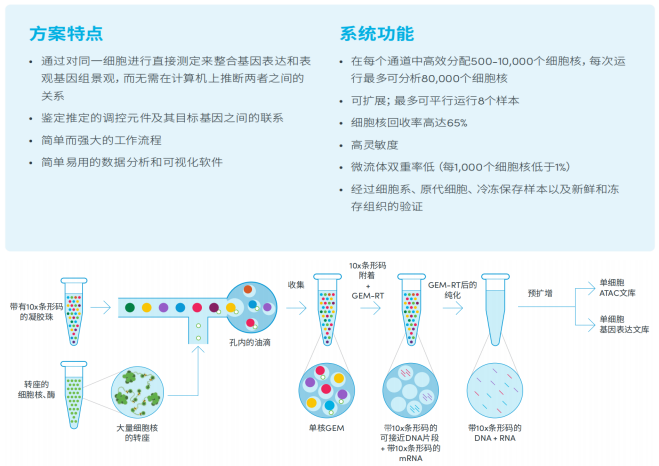 方案特点
• 通过对同一细胞进行直接测定来整合基因表达和表
观基因组景观,而无需在计算机上推断两者之间的
关系
• 鉴定推定的调控元件及其目标基因之间的联系
• 简单而强大的工作流程
• 简单易用的数据分析和可视化软件
系统功能
• 在每个通道中高效分配500-10,000个细胞核,每次运
行最多可分析80,000个细胞核
• 可扩展;最多可平行运行8个样本
• 细胞核回收率高达65%
• 高灵敏度
• 微流体双重率低(每1,000个细胞核低于1%)
• 经过细胞系、原代细胞、冷冻保存样本以及新鲜和冻
存组织的验证
带有10x条形码
的凝胶珠
转座的
细胞核、酶
大量细胞核
的转座
孔内的油滴
收集
单核GEM
10x条形码
附着
+
GEM-RT
带10x条形码的
可接近DNA片段
+ 带10x条形码的
mRNA
GEM-RT后的
纯化
带10x条形码的
DNA + RNA
预扩增
单细胞
ATAC文库
单细胞
基因表达文库